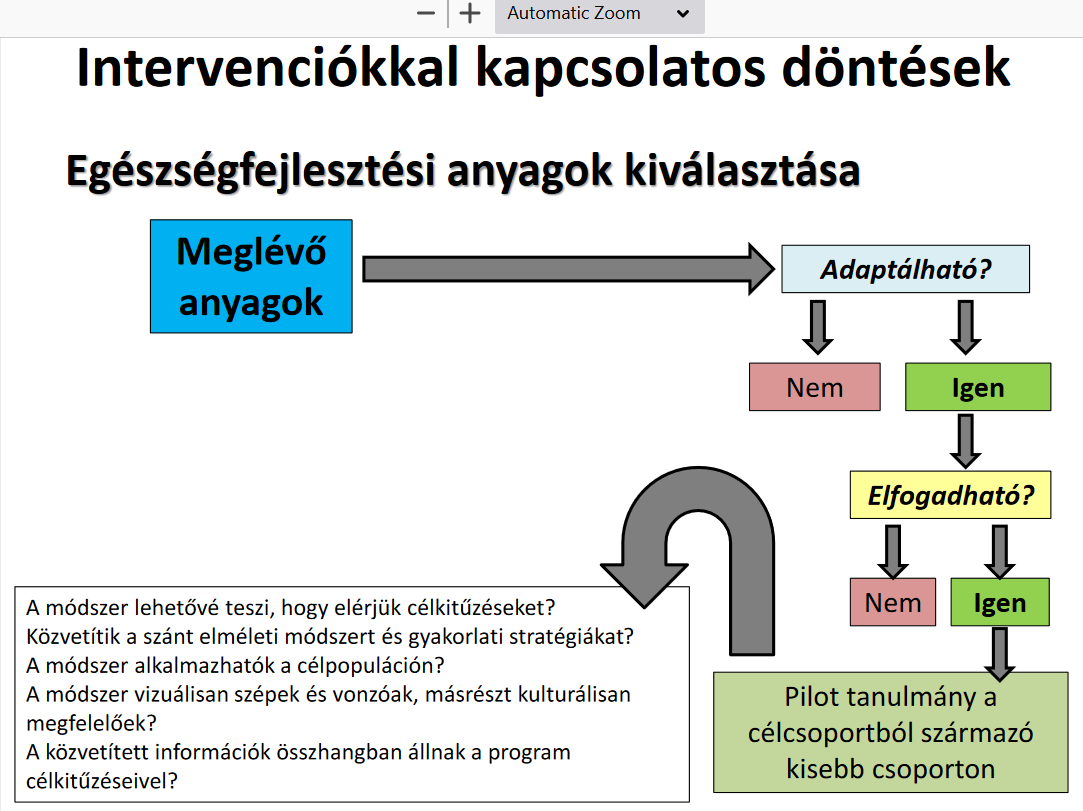 Automatic Zoom
Intervenciókkal kapcsolatos döntések
Egészségfejlesztési anyagok kiválasztása
Meglévő
anyagok
Adaptálható?
Nem
Igen
Elfogadható?
Nem
Igen
A módszer lehetővé teszi, hogy elérjük célkitűzéseket?
Közvetítik a szánt elméleti módszert és gyakorlati stratégiákat?
A módszer alkalmazhatók a célpopuláción?
A módszer vizuálisan szépek és vonzóak, másrészt kulturálisan
megfelelőek?
A közvetített információk összhangban állnak a program
célkitűzéseivel?
Pilot tanulmány a
célcsoportból származó
kisebb csoporton